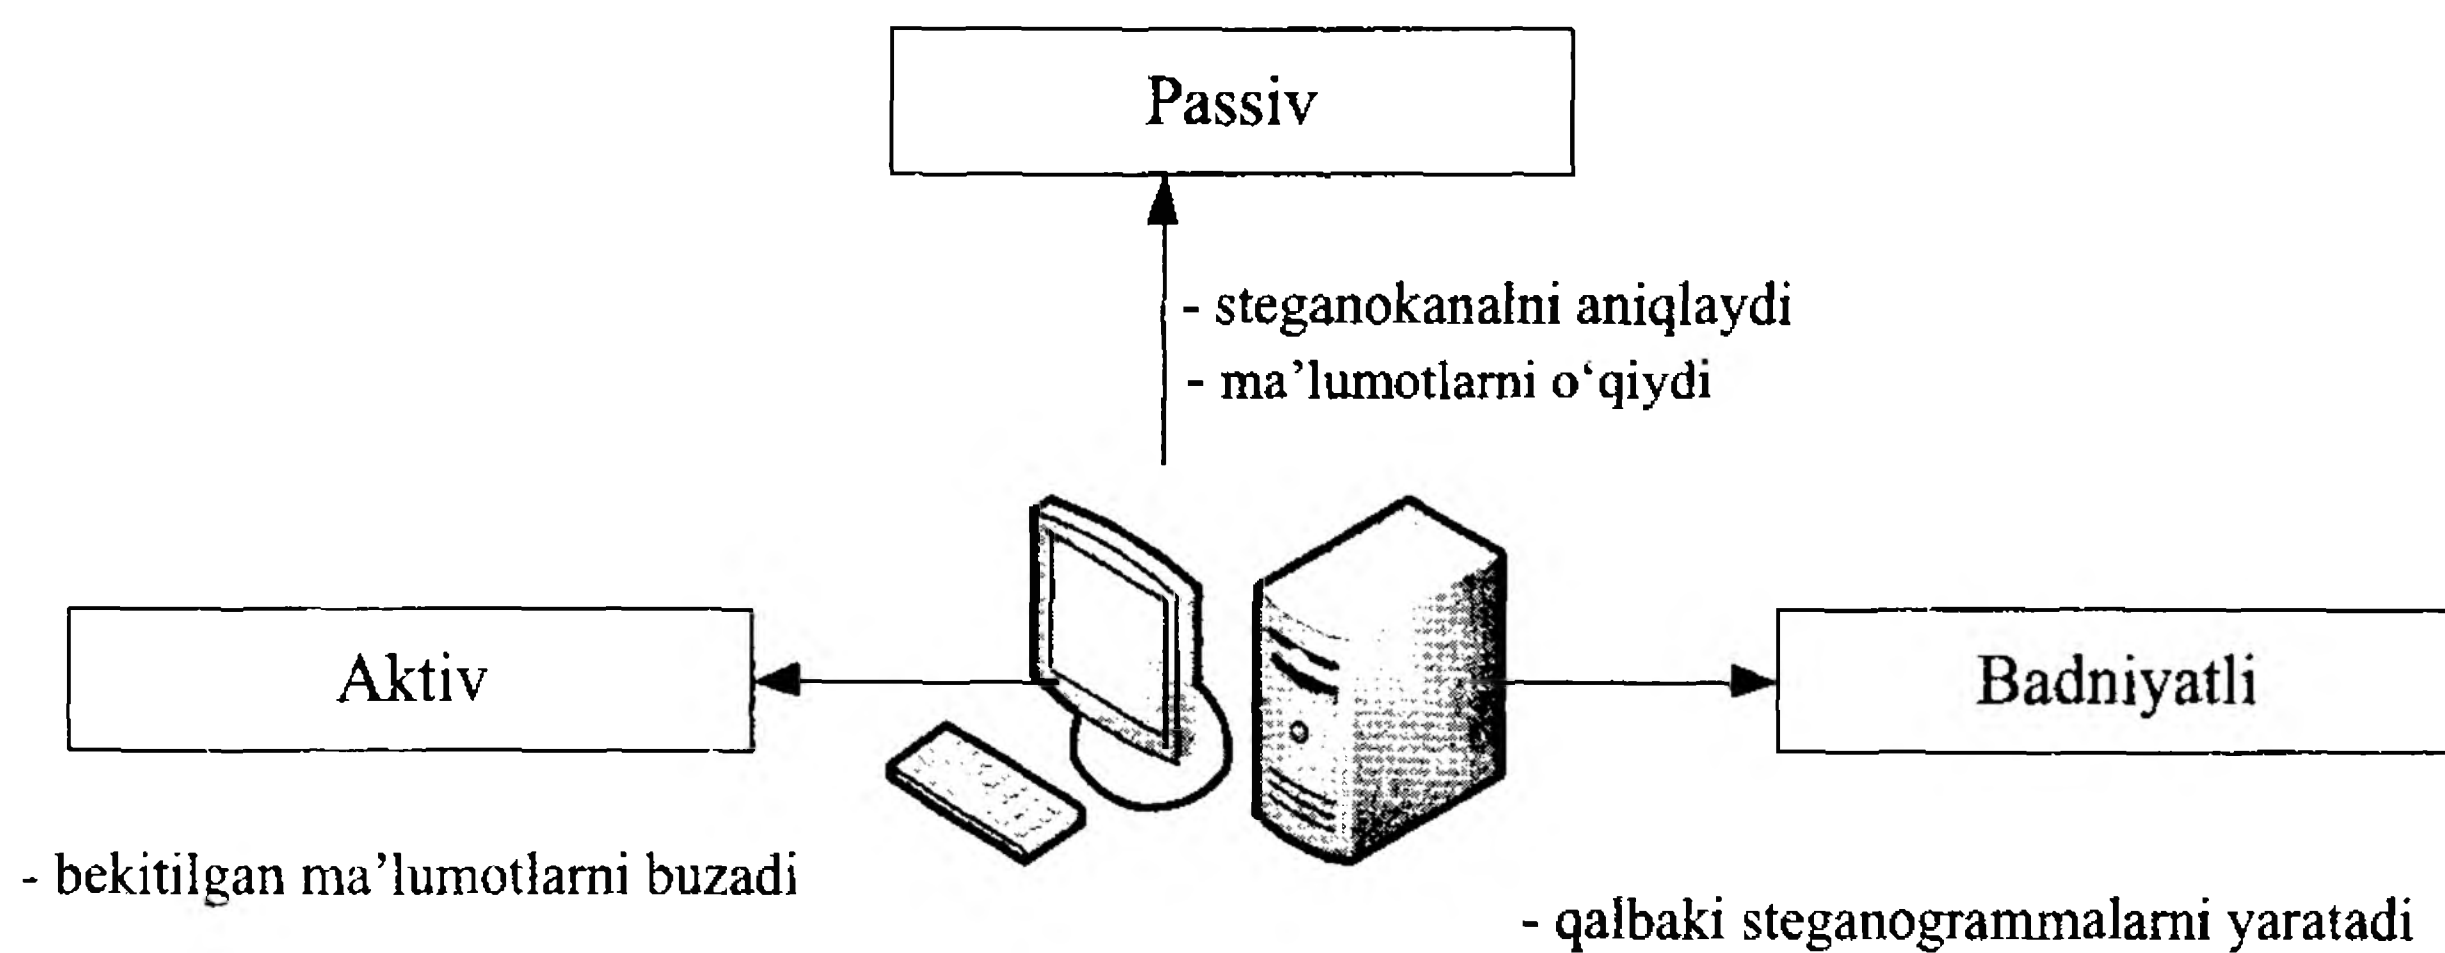 Passiv
- steganokanalni aniqlaydi
- ma’lumotlarni o‘qiydi
Aktiv
Badniyatli
- bekitilgan ma’lumotlarni buzadi
- qalbaki steganogrammalarni yaratadi